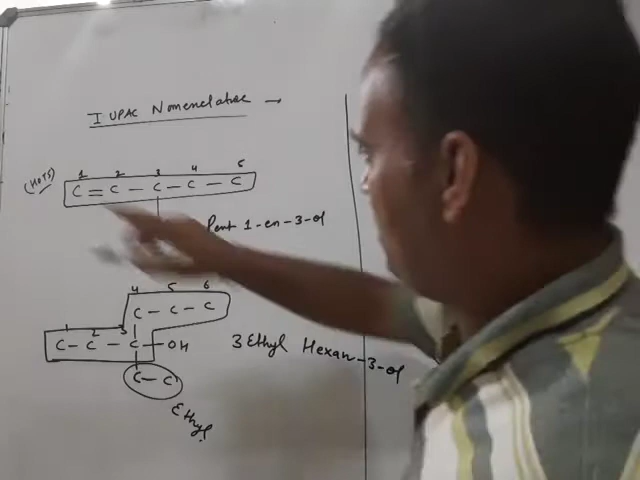 IUPAC Nomenclature →
(HOTS)
1 2 3 4 5
C = C - C - C - C
Pent 1-en-3-ol
4 5 6
C - C - C
1 2 3
C - C - C - OH
3 Ethyl Hexan-3-ol
C - C
Ethyl